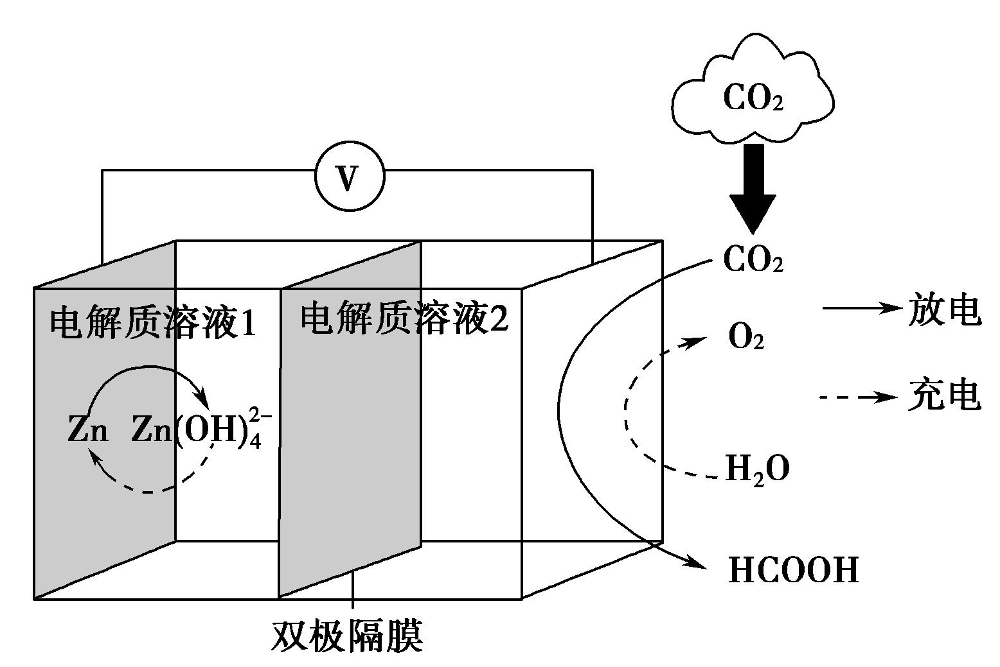 CO₂
V
CO₂
电解质溶液1
电解质溶液2
放电
O₂
充电
Zn Zn(OH)₄²⁻
H₂O
HCOOH
双极隔膜